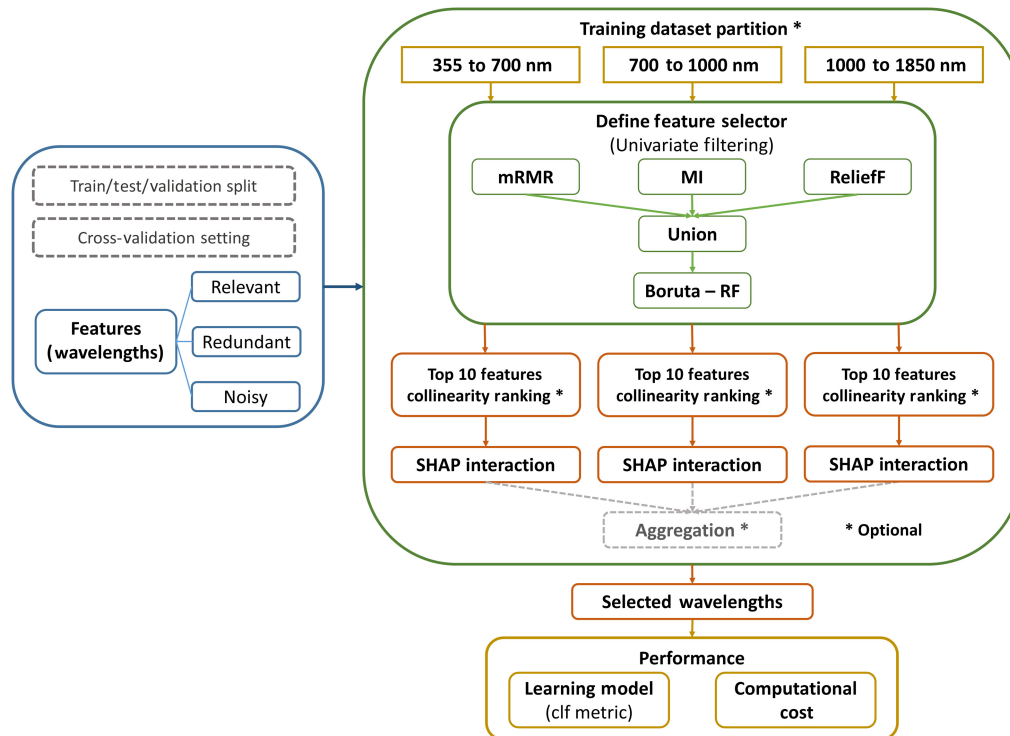 Train/test/validation split
Cross-validation setting
Features
(wavelengths)
Relevant
Redundant
Noisy
Training dataset partition *
355 to 700 nm
700 to 1000 nm
1000 to 1850 nm
Define feature selector
(Univariate filtering)
mRMR
MI
ReliefF
Union
Boruta – RF
Top 10 features
collinearity ranking *
Top 10 features
collinearity ranking *
Top 10 features
collinearity ranking *
SHAP interaction
SHAP interaction
SHAP interaction
Aggregation *
* Optional
Selected wavelengths
Performance
Learning model
(clf metric)
Computational
cost